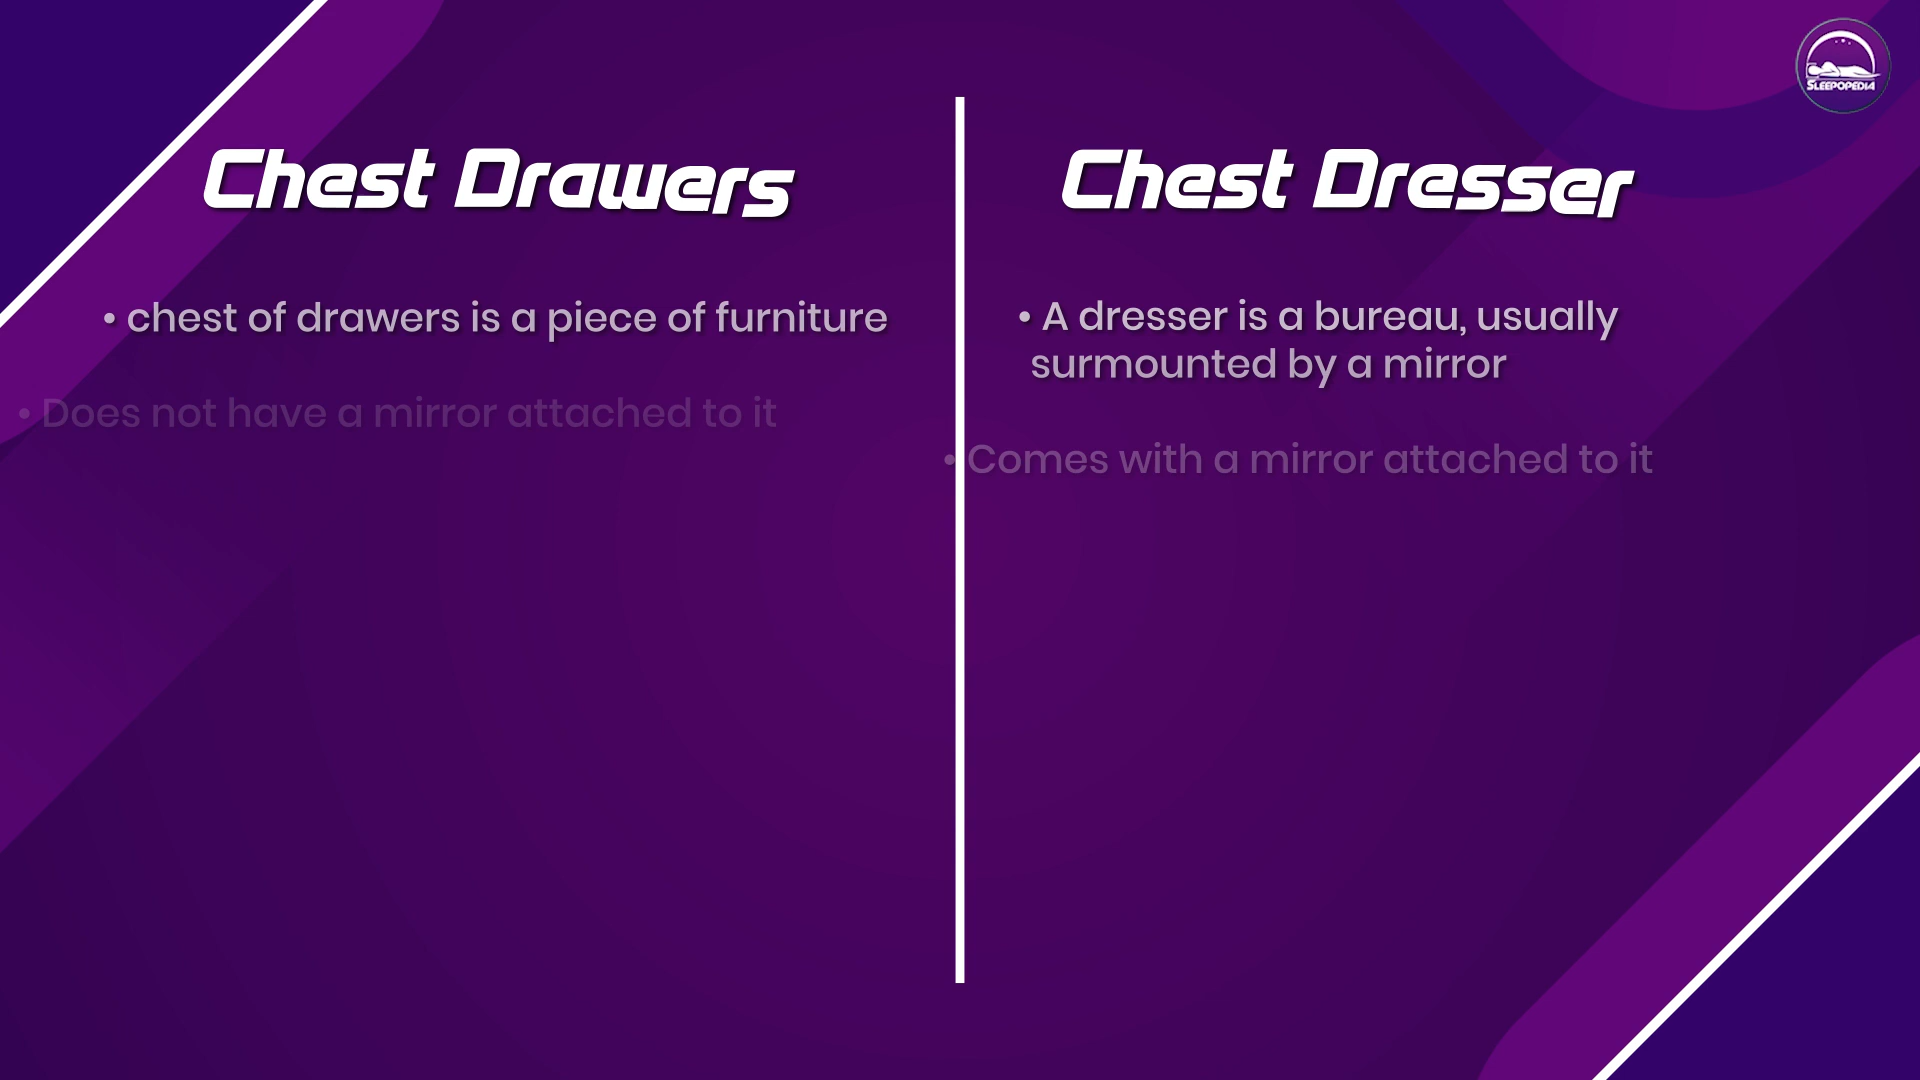 SLEEPOPEDIA
Chest Drawers
• chest of drawers is a piece of furniture
• Does not have a mirror attached to it
Chest Dresser
• A dresser is a bureau, usually
surmounted by a mirror
• Comes with a mirror attached to it